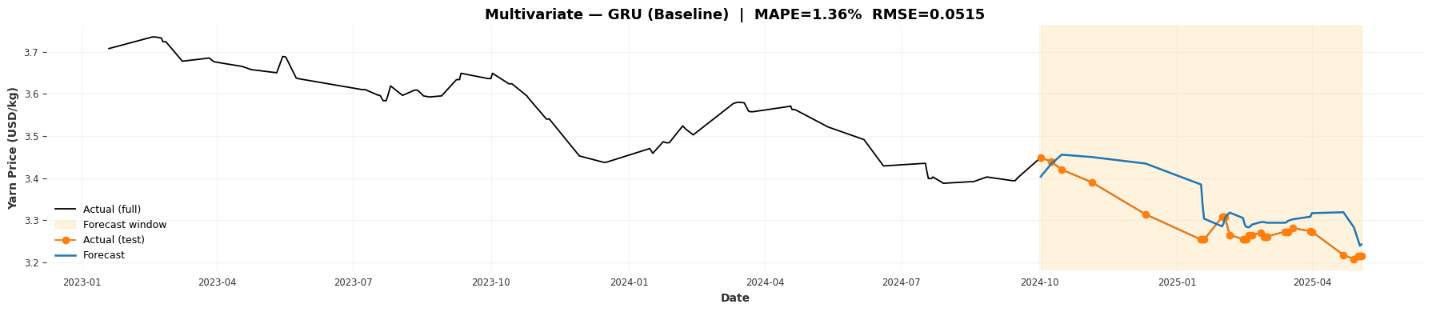 Multivariate — GRU (Baseline) | MAPE=1.36% RMSE=0.0515
Yarn Price (USD/kg)
3.7
3.6
3.5
3.4
3.3
3.2
Actual (full)
Forecast window
Actual (test)
Forecast
2023-01 2023-04 2023-07 2023-10 2024-01 2024-04 2024-07 2024-10 2025-01 2025-04
Date